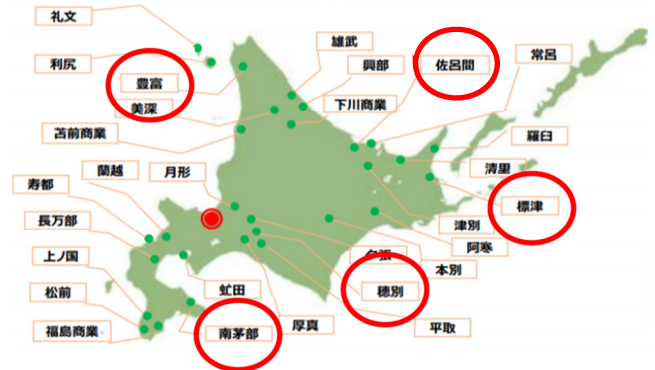 礼文
雄武
常呂
利尻
豊富
興部
佐呂間
美深
下川商業
苫前商業
羅臼
蘭越
月形
清里
寿都
標津
長万部
津別
阿寒
上ノ国
夕張
本別
松前
虻田
穂別
福島商業
南茅部
厚真
平取